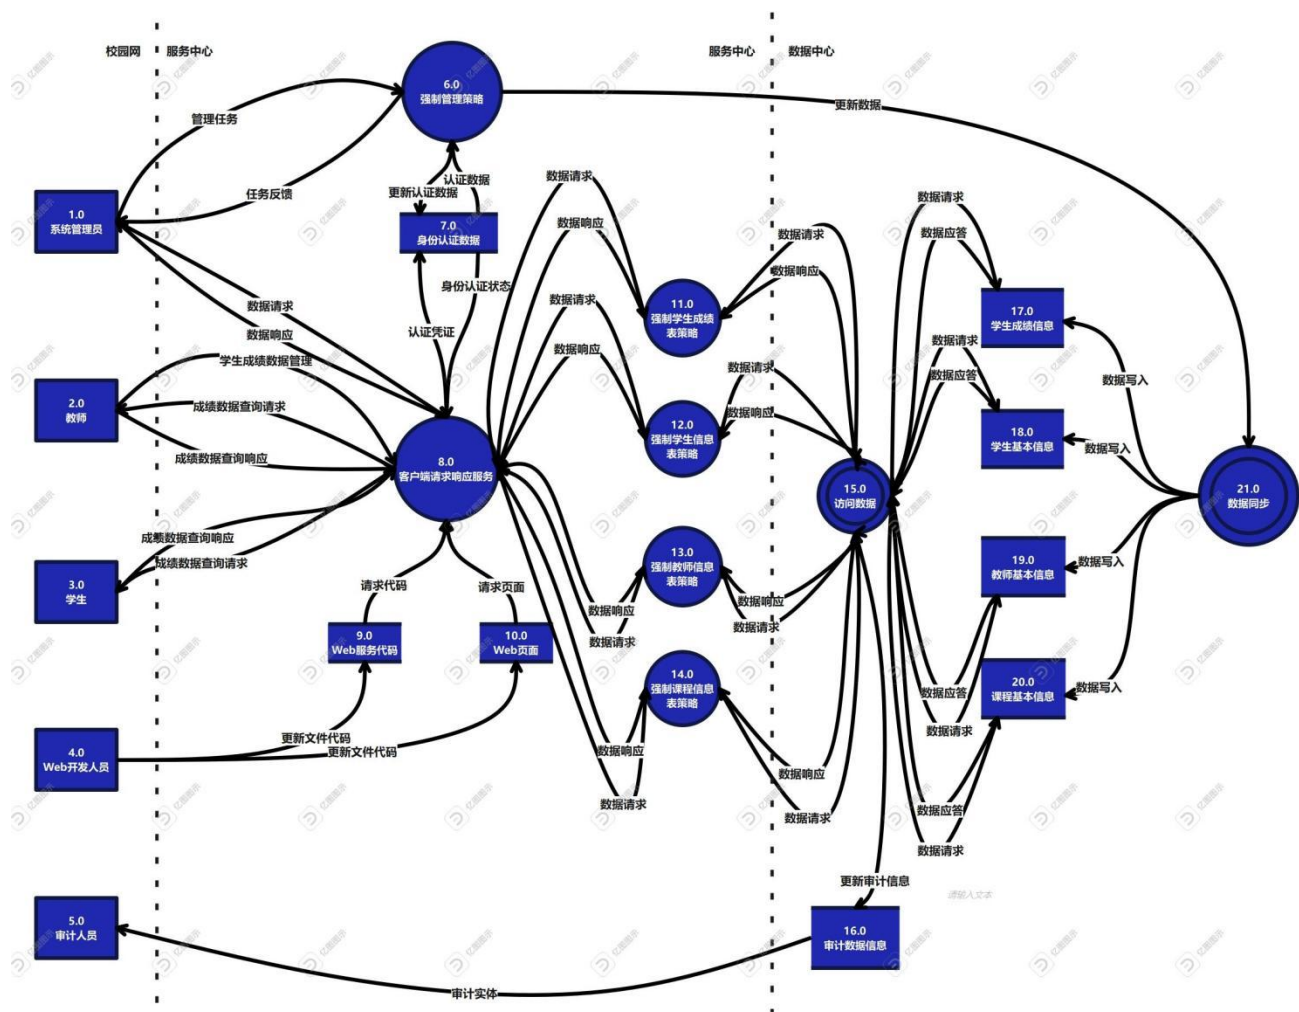 校园网
服务中心
服务中心
数据中心
6.0
强制管理策略
管理任务
更新数据
任务反馈
认证数据
更新认证数据
数据请求
数据请求
1.0
系统管理员
7.0
身份认证数据
数据响应
数据请求
数据应答
数据响应
身份认证状态
数据请求
数据请求
11.0
强制学生成绩
表策略
17.0
学生成绩信息
认证凭证
数据响应
数据请求
数据响应
数据应答
学生成绩数据管理
数据请求
数据写入
2.0
教师
成绩数据查询请求
数据响应
12.0
强制学生信息
表策略
18.0
学生基本信息
数据写入
成绩数据查询响应
8.0
客户端请求响应服务
15.0
访问数据
21.0
数据同步
成绩数据查询响应
成绩数据查询请求
3.0
学生
请求代码
请求页面
13.0
强制教师信息
表策略
数据响应
19.0
教师基本信息
数据写入
数据响应
数据请求
数据请求
9.0
Web服务代码
10.0
Web页面
14.0
强制课程信息
表策略
20.0
课程基本信息
数据写入
数据应答
数据请求
4.0
Web开发人员
更新文件代码
更新文件代码
数据响应
数据响应
数据请求
数据请求
数据应答
数据请求
更新审计信息
请输入文本
5.0
审计人员
16.0
审计数据信息
审计实体
亿图图示